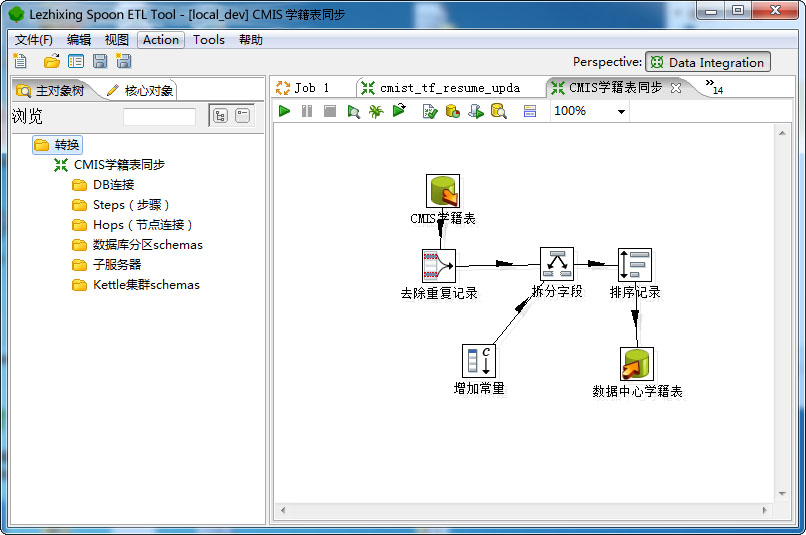 Lezhixing Spoon ETL Tool - [local_dev] CMIS 学籍表同步
文件(F) 编辑 视图 Action Tools 帮助
Perspective: Data Integration
主对象树 核心对象
Job 1 cmist_tf_resume_upda CMIS学籍表同步 »14
浏览
100%
转换
CMIS学籍表同步
DB连接
Steps（步骤）
Hops（节点连接）
数据库分区schemas
子服务器
Kettle集群schemas
CMIS学籍表
去除重复记录 拆分字段 排序记录
增加常量
数据中心学籍表